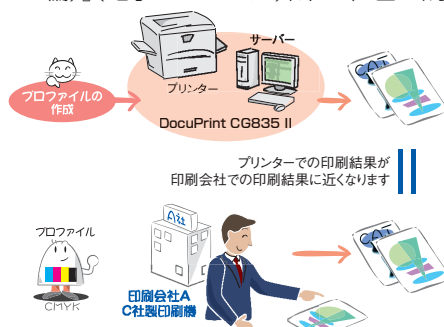 サーバー
プリンター
プロファイルの
作成
DocuPrint CG835 II
プリンターでの印刷結果が
印刷会社での印刷結果に近くなります
プロファイル
A社
CMYK
印刷会社A
C社製印刷機